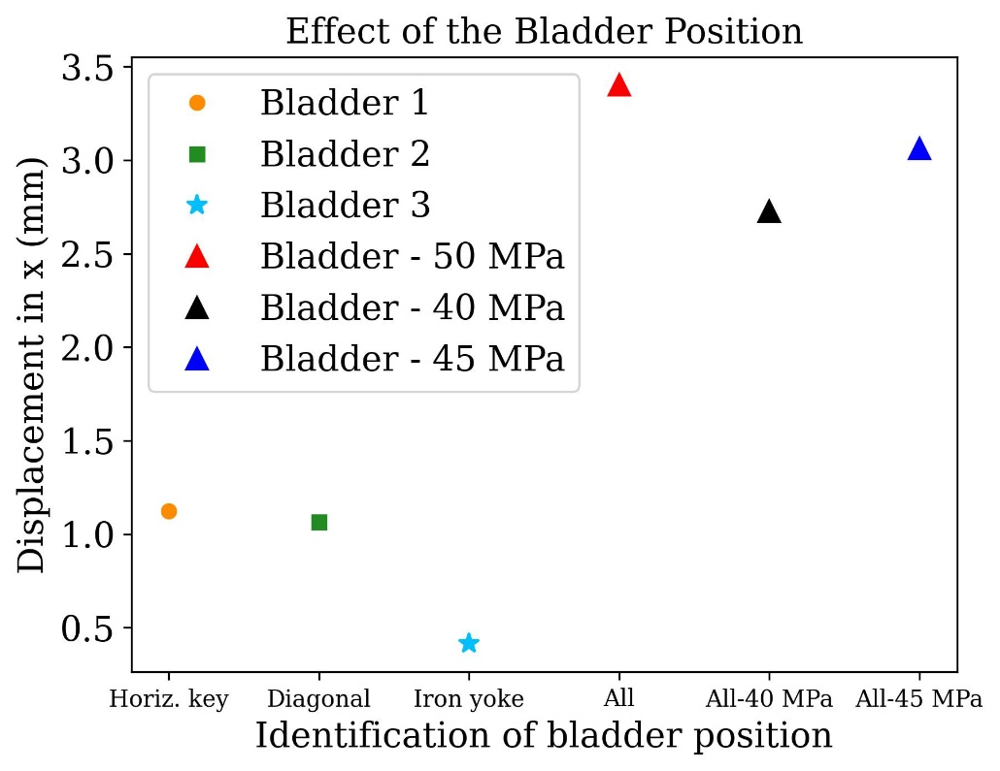 Effect of the Bladder Position
Displacement in x (mm)
3.5
3.0
2.5
2.0
1.5
1.0
0.5
Bladder 1
Bladder 2
Bladder 3
Bladder - 50 MPa
Bladder - 40 MPa
Bladder - 45 MPa
Horiz. key Diagonal Iron yoke All All-40 MPa All-45 MPa
Identification of bladder position